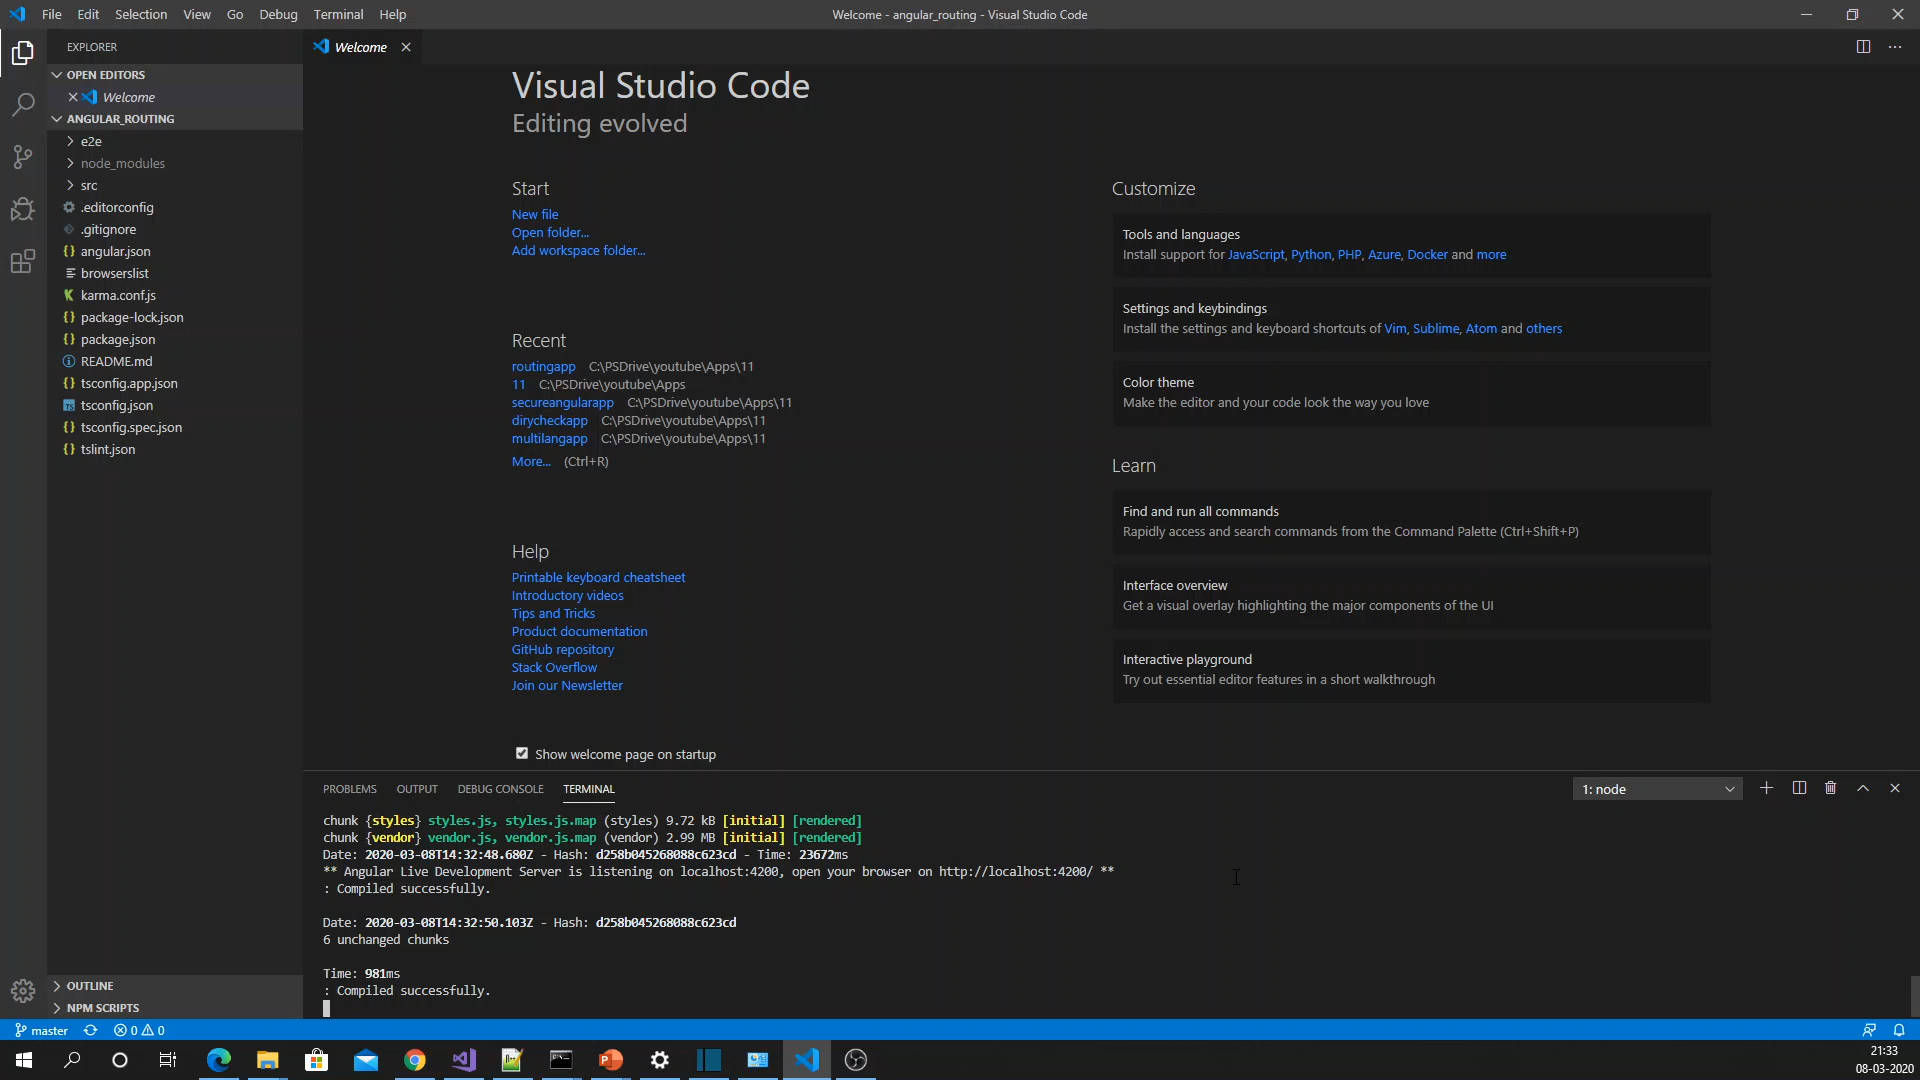 File Edit Selection View Go Debug Terminal Help
Welcome - angular_routing - Visual Studio Code
EXPLORER
OPEN EDITORS
Welcome
ANGULAR_ROUTING
e2e
node_modules
src
.editorconfig
.gitignore
angular.json
browserslist
karma.conf.js
package-lock.json
package.json
README.md
tsconfig.app.json
tsconfig.json
tsconfig.spec.json
tslint.json
OUTLINE
NPM SCRIPTS
Welcome
Visual Studio Code
Editing evolved
Start
New file
Open folder...
Add workspace folder...
Recent
routingapp C:\PSDrive\youtube\Apps\11
11 C:\PSDrive\youtube\Apps
secureangularapp C:\PSDrive\youtube\Apps\11
dirycheckapp C:\PSDrive\youtube\Apps\11
multilangapp C:\PSDrive\youtube\Apps\11
More... (Ctrl+R)
Help
Printable keyboard cheatsheet
Introductory videos
Tips and Tricks
Product documentation
GitHub repository
Stack Overflow
Join our Newsletter
Show welcome page on startup
Customize
Tools and languages
Install support for JavaScript, Python, PHP, Azure, Docker and more
Settings and keybindings
Install the settings and keyboard shortcuts of Vim, Sublime, Atom and others
Color theme
Make the editor and your code look the way you love
Learn
Find and run all commands
Rapidly access and search commands from the Command Palette (Ctrl+Shift+P)
Interface overview
Get a visual overlay highlighting the major components of the UI
Interactive playground
Try out essential editor features in a short walkthrough
PROBLEMS OUTPUT DEBUG CONSOLE TERMINAL
1: node
chunk {styles} styles.js, styles.js.map (styles) 9.72 kB [initial] [rendered]
chunk {vendor} vendor.js, vendor.js.map (vendor) 2.99 MB [initial] [rendered]
Date: 2020-03-08T14:32:48.680Z - Hash: d258b045268088c623cd - Time: 23672ms
** Angular Live Development Server is listening on localhost:4200, open your browser on http://localhost:4200/ **
: Compiled successfully.
Date: 2020-03-08T14:32:50.103Z - Hash: d258b045268088c623cd
6 unchanged chunks
Time: 981ms
: Compiled successfully.
master 0 0
21:33
08-03-2020